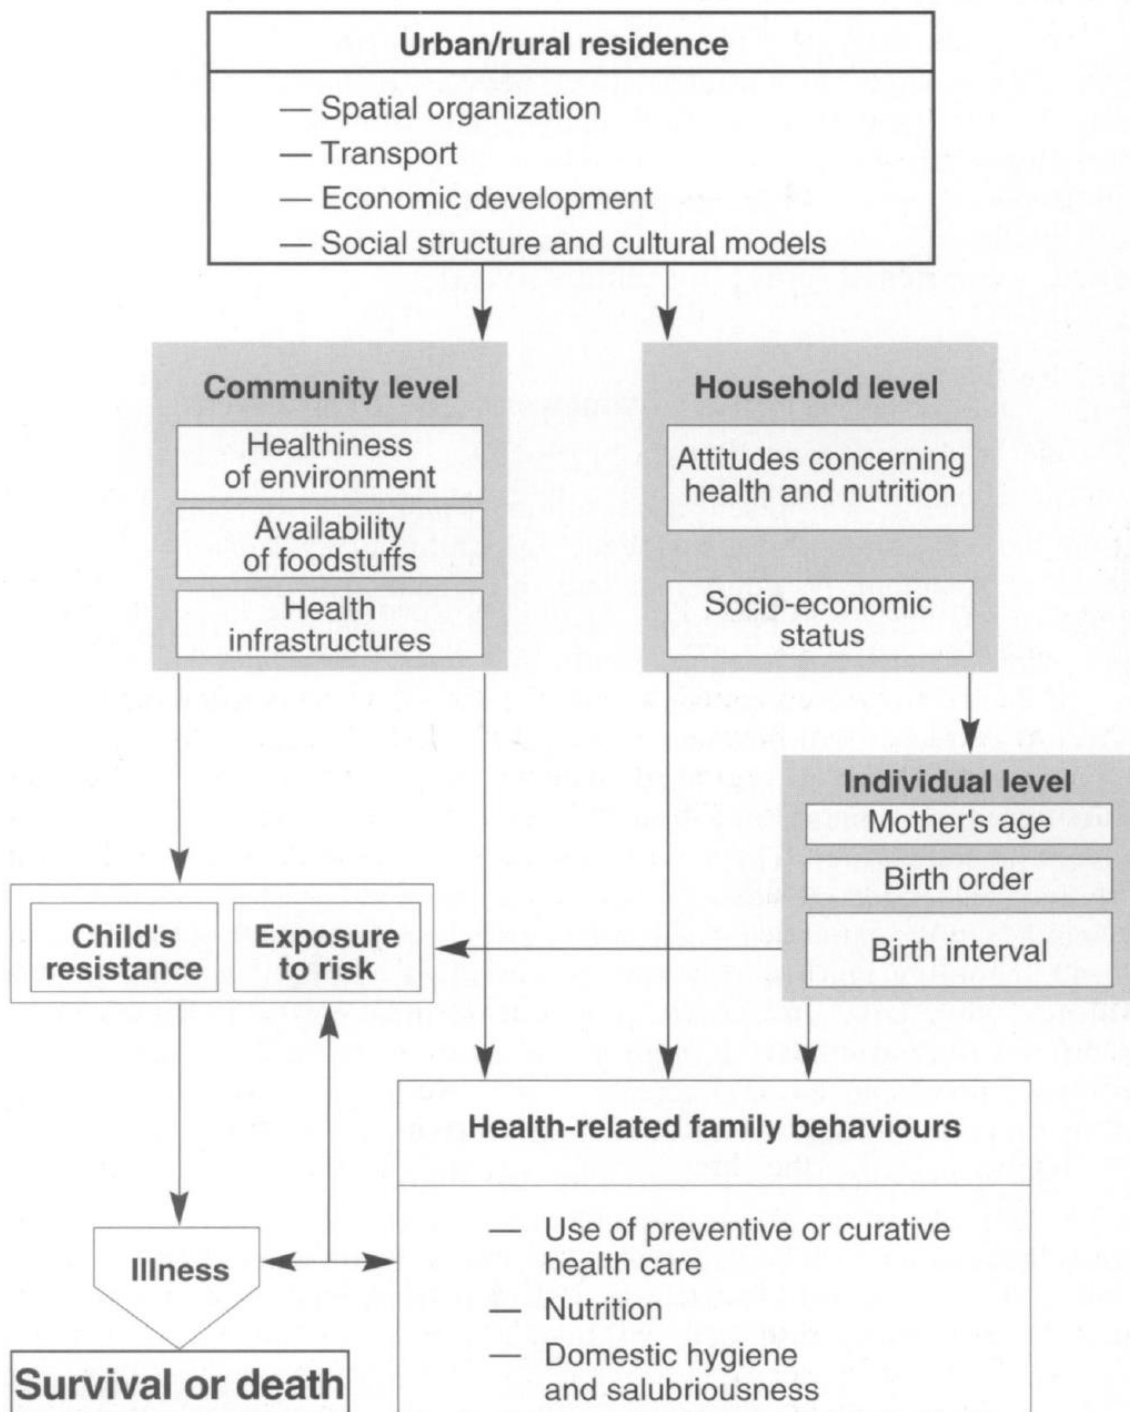 Urban/rural residence
— Spatial organization
— Transport
— Economic development
— Social structure and cultural models
Community level
Healthiness
of environment
Availability
of foodstuffs
Health
infrastructures
Household level
Attitudes concerning
health and nutrition
Socio-economic
status
Individual level
Mother's age
Birth order
Birth interval
Child's
resistance
Exposure
to risk
Health-related family behaviours
— Use of preventive or curative
health care
— Nutrition
— Domestic hygiene
and salubriousness
Illness
Survival or death